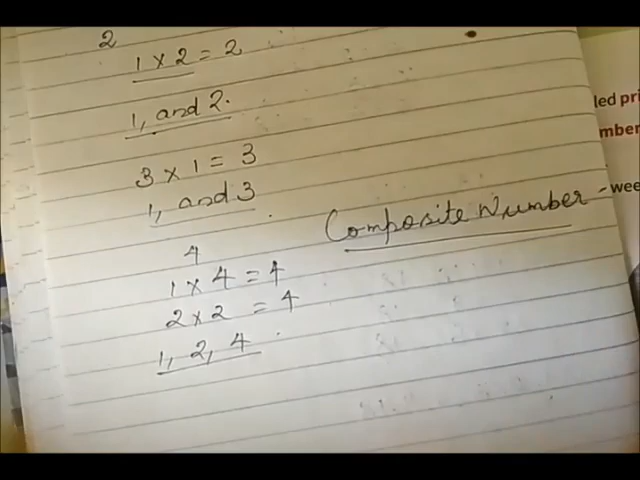 2
1 × 2 = 2
1, and 2.
3 × 1 = 3
1, and 3
Composite Number -
4
1 × 4 = 4
2 × 2 = 4
1, 2, 4
led pri
mber
wee